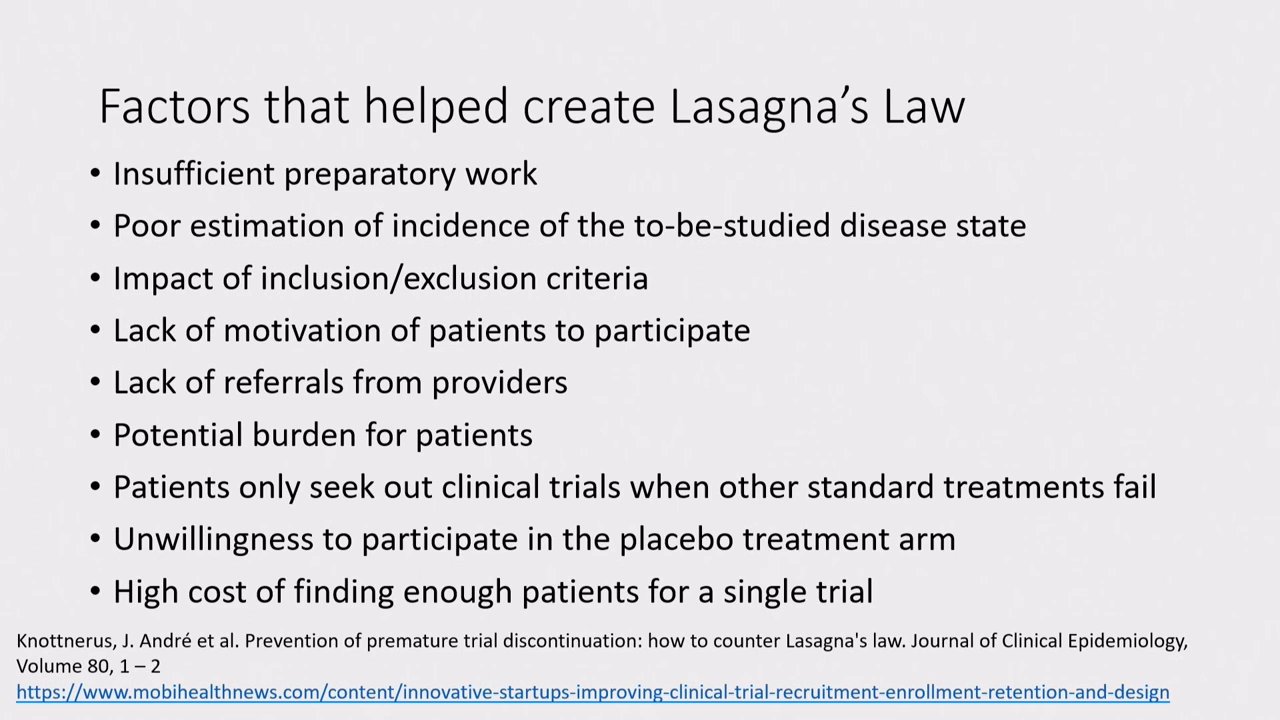 Factors that helped create Lasagna’s Law
• Insufficient preparatory work
• Poor estimation of incidence of the to-be-studied disease state
• Impact of inclusion/exclusion criteria
• Lack of motivation of patients to participate
• Lack of referrals from providers
• Potential burden for patients
• Patients only seek out clinical trials when other standard treatments fail
• Unwillingness to participate in the placebo treatment arm
• High cost of finding enough patients for a single trial
Knottnerus, J. André et al. Prevention of premature trial discontinuation: how to counter Lasagna's law. Journal of Clinical Epidemiology,
Volume 80, 1 – 2
https://www.mobihealthnews.com/content/innovative-startups-improving-clinical-trial-recruitment-enrollment-retention-and-design